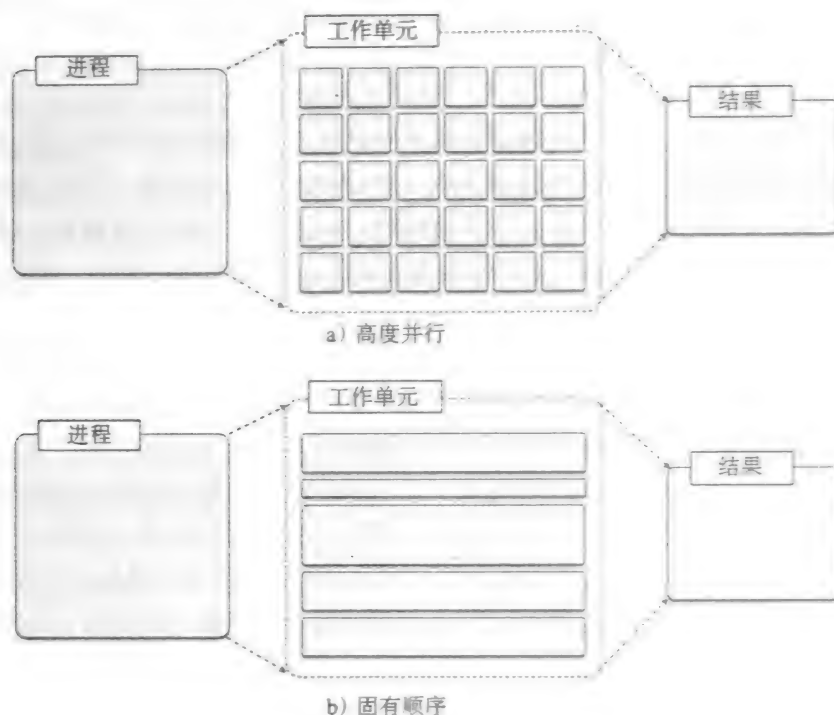 工作单元
进程
结果
a）高度并行
工作单元
进程
结果
b）固有顺序